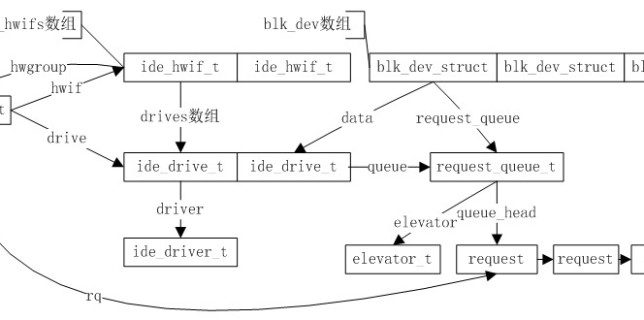 _hwifs数组
blk_dev数组
hwgroup
ide_hwif_t
ide_hwif_t
blk_dev_struct
blk_dev_struct
bl
hwif
t
drives数组
data
request_queue
drive
ide_drive_t
ide_drive_t
queue
request_queue_t
driver
elevator
queue_head
ide_driver_t
elevator_t
request
request
rq